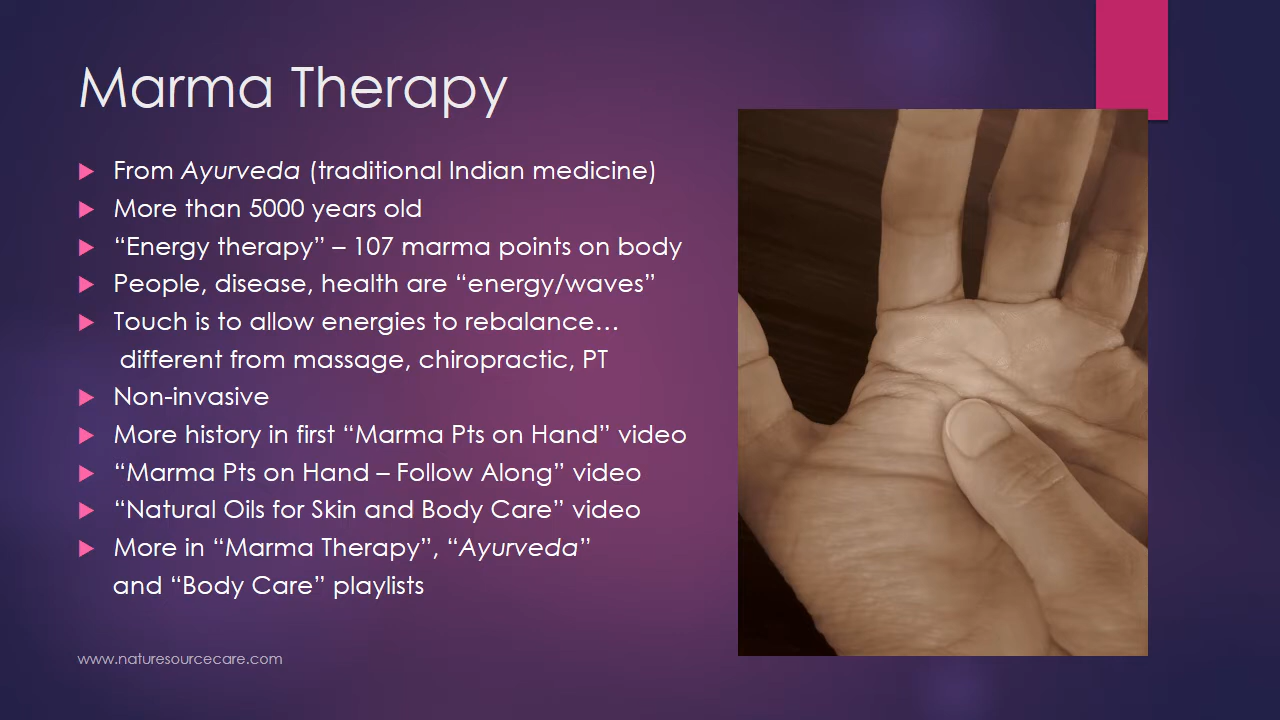 Marma Therapy
From Ayurveda (traditional Indian medicine)
More than 5000 years old
“Energy therapy” – 107 marma points on body
People, disease, health are “energy/waves”
Touch is to allow energies to rebalance…
different from massage, chiropractic, PT
Non-invasive
More history in first “Marma Pts on Hand” video
“Marma Pts on Hand – Follow Along” video
“Natural Oils for Skin and Body Care” video
More in “Marma Therapy”, “Ayurveda”
and “Body Care” playlists
www.naturesourcecare.com